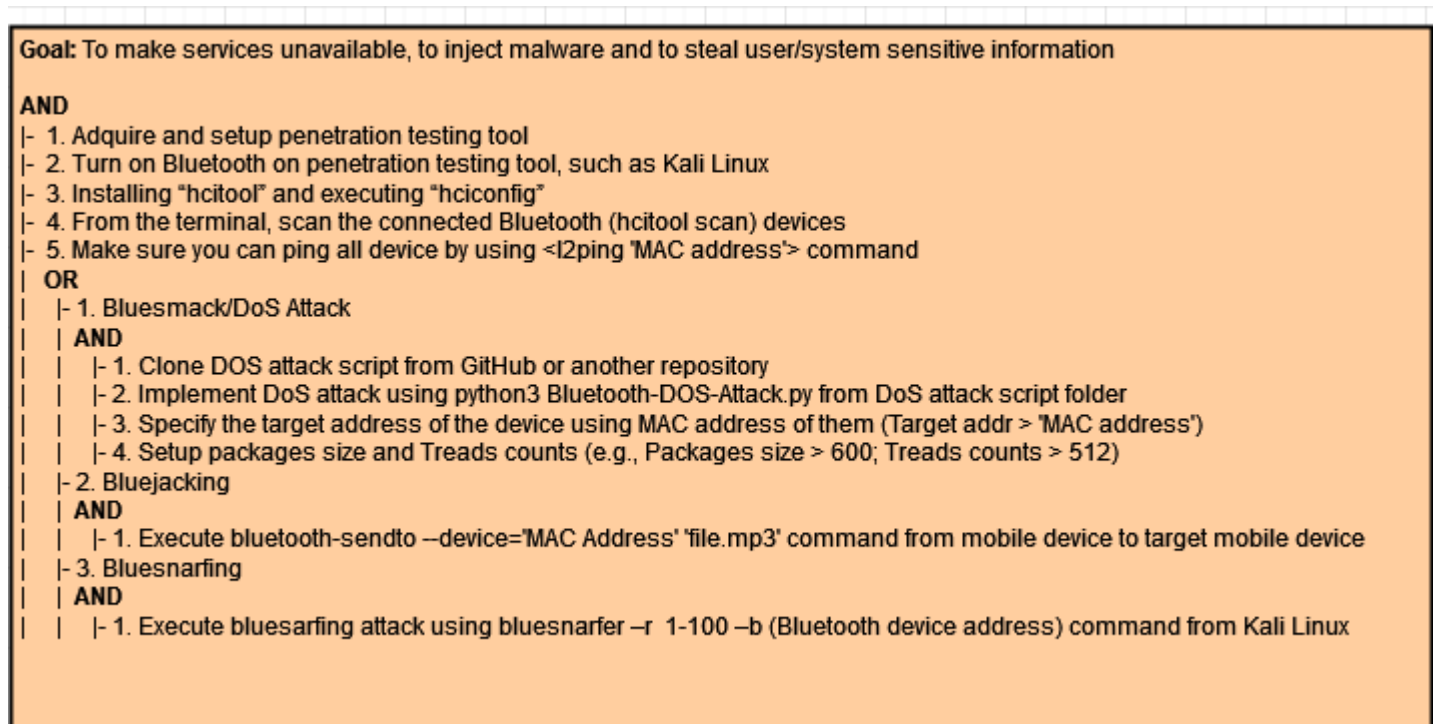 Goal: To make services unavailable, to inject malware and to steal user/system sensitive information
AND
|- 1. Adquire and setup penetration testing tool
|- 2. Turn on Bluetooth on penetration testing tool, such as Kali Linux
|- 3. Installing “hcitool” and executing “hciconfig”
|- 4. From the terminal, scan the connected Bluetooth (hcitool scan) devices
|- 5. Make sure you can ping all device by using <l2ping 'MAC address'> command
| OR
| |- 1. Bluesmack/DoS Attack
| | AND
| | |- 1. Clone DOS attack script from GitHub or another repository
| | |- 2. Implement DoS attack using python3 Bluetooth-DOS-Attack.py from DoS attack script folder
| | |- 3. Specify the target address of the device using MAC address of them (Target addr > 'MAC address')
| | |- 4. Setup packages size and Treads counts (e.g., Packages size > 600; Treads counts > 512)
| |- 2. Bluejacking
| | AND
| | |- 1. Execute bluetooth-sendto --device='MAC Address' 'file.mp3' command from mobile device to target mobile device
| |- 3. Bluesnarfing
| | AND
| | |- 1. Execute bluesarfing attack using bluesnarfer –r 1-100 –b (Bluetooth device address) command from Kali Linux